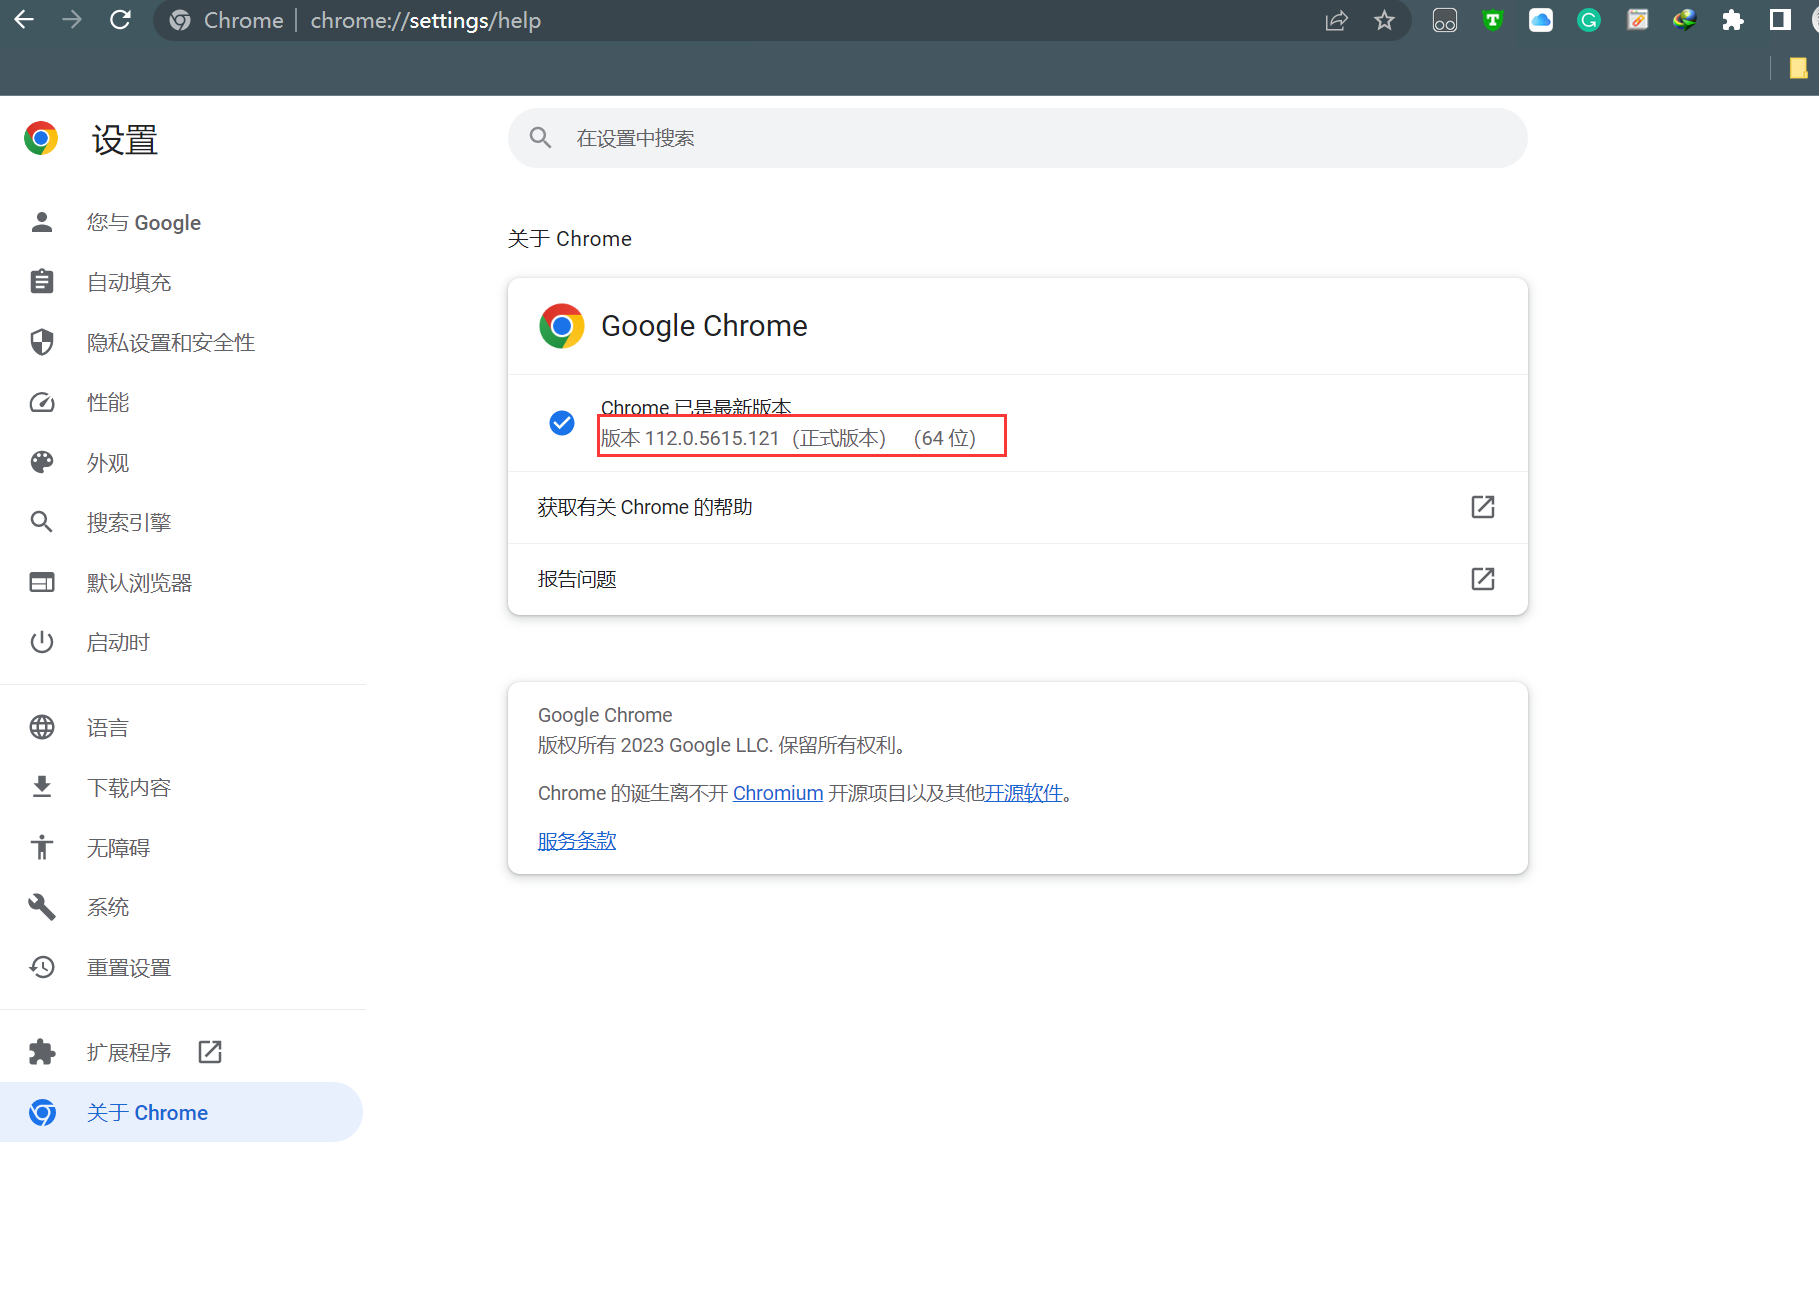 Chrome | chrome://settings/help
设置
在设置中搜索
您与 Google
自动填充
隐私设置和安全性
性能
外观
搜索引擎
默认浏览器
启动时
语言
下载内容
无障碍
系统
重置设置
扩展程序
关于 Chrome
关于 Chrome
Google Chrome
Chrome 已是最新版本
版本 112.0.5615.121（正式版本） （64 位）
获取有关 Chrome 的帮助
报告问题
Google Chrome
版权所有 2023 Google LLC. 保留所有权利。
Chrome 的诞生离不开 Chromium 开源项目以及其他开源软件。
服务条款